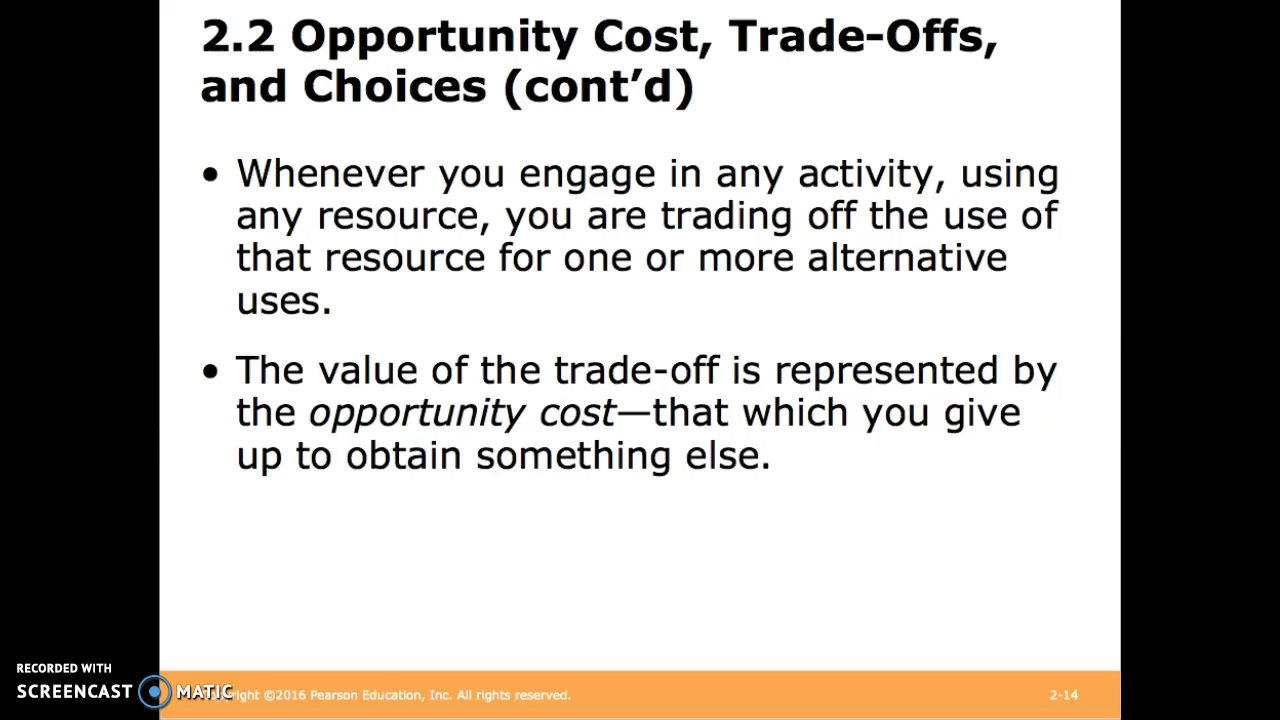 2.2 Opportunity Cost, Trade-Offs,
and Choices (cont’d)
• Whenever you engage in any activity, using
any resource, you are trading off the use of
that resource for one or more alternative
uses.
• The value of the trade-off is represented by
the opportunity cost—that which you give
up to obtain something else.
RECORDED WITH
SCREENCAST MATIC
©2016 Pearson Education, Inc. All rights reserved.
2-14